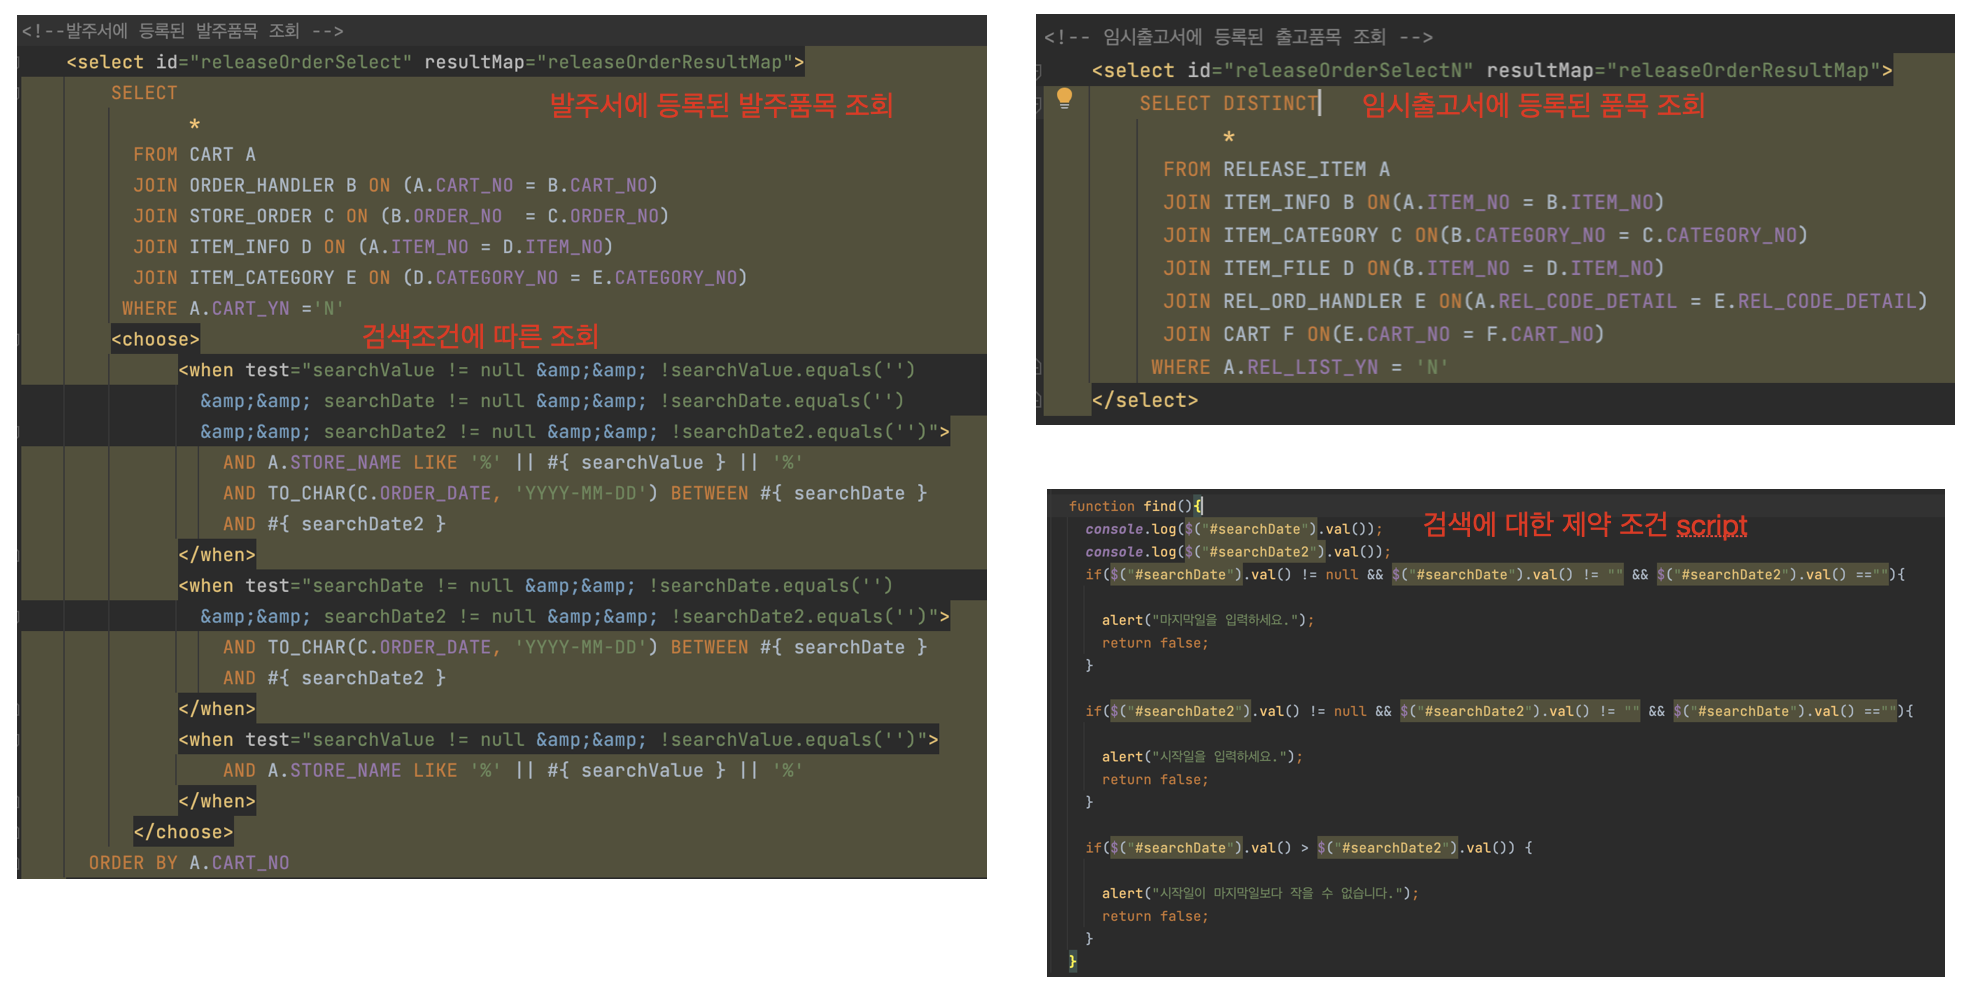 <!--발주서에 등록된 발주품목 조회 -->
<select id="releaseOrderSelect" resultMap="releaseOrderResultMap">
SELECT
발주서에 등록된 발주품목 조회
*
FROM CART A
JOIN ORDER_HANDLER B ON (A.CART_NO = B.CART_NO)
JOIN STORE_ORDER C ON (B.ORDER_NO  = C.ORDER_NO)
JOIN ITEM_INFO D ON (A.ITEM_NO = D.ITEM_NO)
JOIN ITEM_CATEGORY E ON (D.CATEGORY_NO = E.CATEGORY_NO)
WHERE A.CART_YN ='N'
<choose>
검색조건에 따른 조회
<when test="searchValue != null &amp;&amp; !searchValue.equals('')
&amp;&amp; searchDate != null &amp;&amp; !searchDate.equals('')
&amp;&amp; searchDate2 != null &amp;&amp; !searchDate2.equals('')">
AND A.STORE_NAME LIKE '%' || #{ searchValue } || '%'
AND TO_CHAR(C.ORDER_DATE, 'YYYY-MM-DD') BETWEEN #{ searchDate }
AND #{ searchDate2 }
</when>
<when test="searchDate != null &amp;&amp; !searchDate.equals('')
&amp;&amp; searchDate2 != null &amp;&amp; !searchDate2.equals('')">
AND TO_CHAR(C.ORDER_DATE, 'YYYY-MM-DD') BETWEEN #{ searchDate }
AND #{ searchDate2 }
</when>
<when test="searchValue != null &amp;&amp; !searchValue.equals('')">
AND A.STORE_NAME LIKE '%' || #{ searchValue } || '%'
</when>
</choose>
ORDER BY A.CART_NO
<!-- 임시출고서에 등록된 출고품목 조회 -->
<select id="releaseOrderSelectN" resultMap="releaseOrderResultMap">
SELECT DISTINCT
임시출고서에 등록된 품목 조회
*
FROM RELEASE_ITEM A
JOIN ITEM_INFO B ON(A.ITEM_NO = B.ITEM_NO)
JOIN ITEM_CATEGORY C ON(B.CATEGORY_NO = C.CATEGORY_NO)
JOIN ITEM_FILE D ON(B.ITEM_NO = D.ITEM_NO)
JOIN REL_ORD_HANDLER E ON(A.REL_CODE_DETAIL = E.REL_CODE_DETAIL)
JOIN CART F ON(E.CART_NO = F.CART_NO)
WHERE A.REL_LIST_YN = 'N'
</select>
function find(){
검색에 대한 제약 조건 script
console.log($("#searchDate").val());
console.log($("#searchDate2").val());
if($("#searchDate").val() != null && $("#searchDate").val() != "" && $("#searchDate2").val() ==""){
alert("마지막일을 입력하세요.");
return false;
}
if($("#searchDate2").val() != null && $("#searchDate2").val() != "" && $("#searchDate").val() ==""){
alert("시작일을 입력하세요.");
return false;
}
if($("#searchDate").val() > $("#searchDate2").val()) {
alert("시작일이 마지막일보다 작을 수 없습니다.");
return false;
}
}